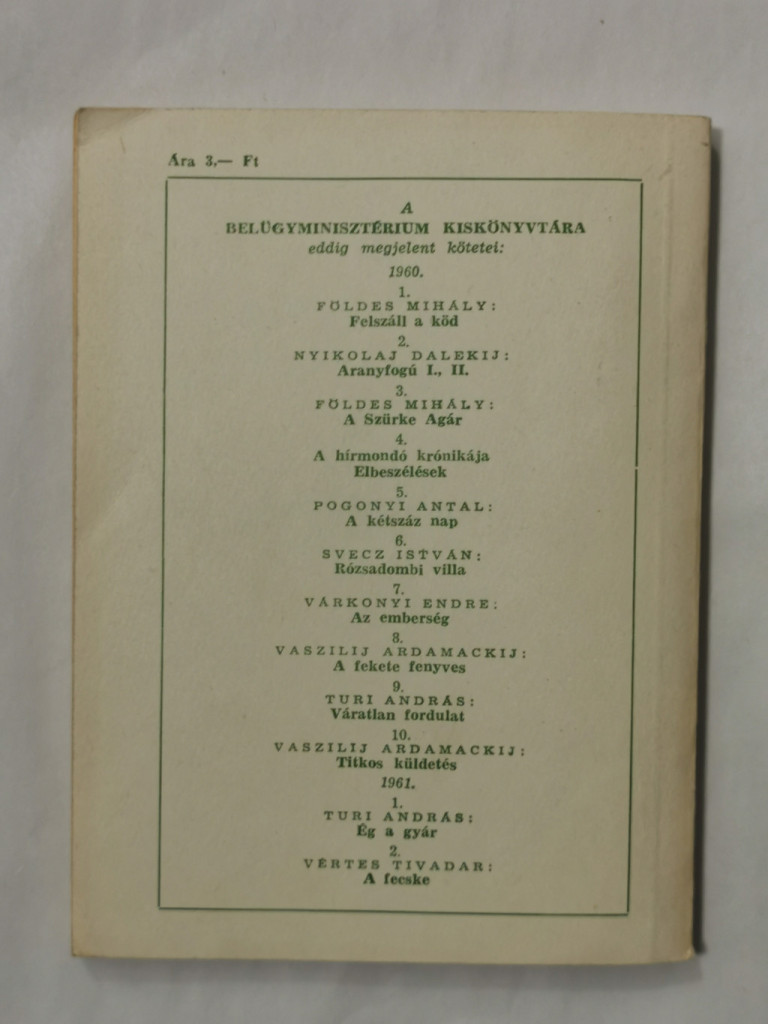 Ára 3,— Ft
A
BELÜGYMINISZTÉRIUM KISKÖNYVTÁRA
eddig megjelent kötetei:
1960.
1.
FÖLDES MIHÁLY:
Felszáll a köd
2.
NYIKOLAJ DALEKIJ:
Aranyfogú I., II.
3.
FÖLDES MIHÁLY:
A Szürke Agár
4.
A hírmondó krónikája
Elbeszélések
5.
POGONYI ANTAL:
A kétszáz nap
6.
SVECZ ISTVÁN:
Rózsadombi villa
7.
VÁRKONYI ENDRE:
Az emberség
8.
VASZILIJ ARDAMACKIJ:
A fekete fenyves
9.
TURI ANDRÁS:
Váratlan fordulat
10.
VASZILIJ ARDAMACKIJ:
Titkos küldetés
1961.
1.
TURI ANDRÁS:
Ég a gyár
2.
VÉRTES TIVADAR:
A fecske